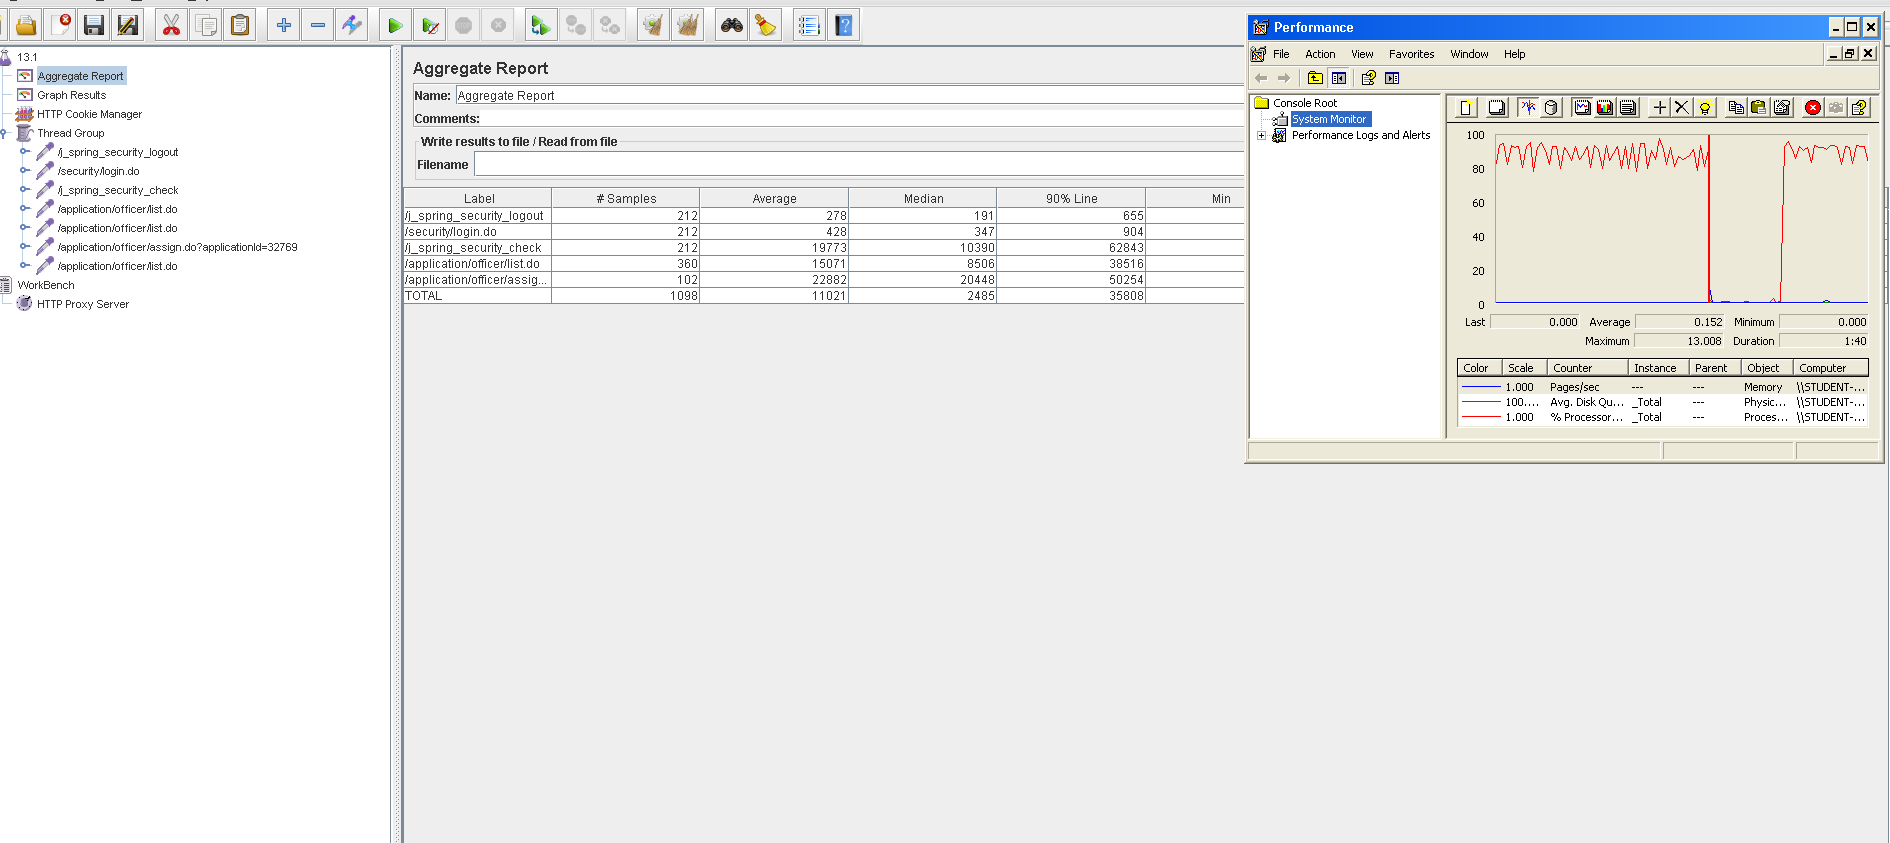 13.1
Aggregate Report
Graph Results
HTTP Cookie Manager
Thread Group
/j_spring_security_logout
/security/login.do
/j_spring_security_check
/application/officer/list.do
/application/officer/list.do
/application/officer/assign.do?applicationId=32769
/application/officer/list.do
WorkBench
HTTP Proxy Server
Aggregate Report
Name: Aggregate Report
Comments:
Write results to file / Read from file
Filename
Label # Samples Average Median 90% Line Min
/j_spring_security_logout 212 278 191 655
/security/login.do 212 428 347 904
/j_spring_security_check 212 19773 10390 62843
/application/officer/list.do 360 15071 8506 38516
/application/officer/assig... 102 22882 20448 50254
TOTAL 1098 11021 2485 35808
Performance
File Action View Favorites Window Help
Console Root
System Monitor
Performance Logs and Alerts
100
80
60
40
20
0
Last 0.000 Average 0.152 Minimum 0.000
Maximum 13.008 Duration 1:40
Color Scale Counter Instance Parent Object Computer
1.000 Pages/sec --- --- Memory \\STUDENT-...
100.... Avg. Disk Qu... _Total --- Physic... \\STUDENT-...
1.000 % Processor... _Total --- Proces... \\STUDENT-...